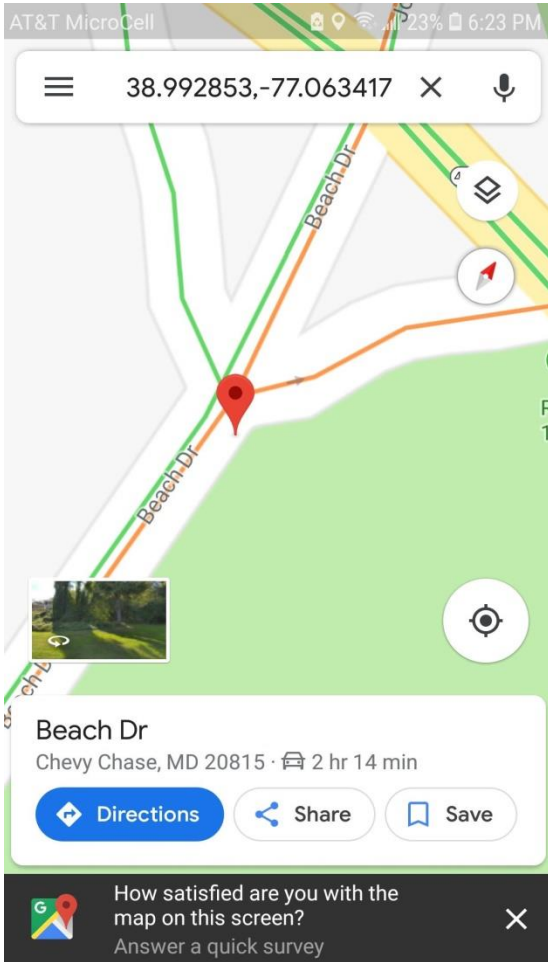 AT&T MicroCell 23% 6:23 PM
38.992853,-77.063417
Beach Dr
Beach Dr
Beach Dr
Chevy Chase, MD 20815 · 2 hr 14 min
Directions Share Save
G
How satisfied are you with the
map on this screen?
Answer a quick survey